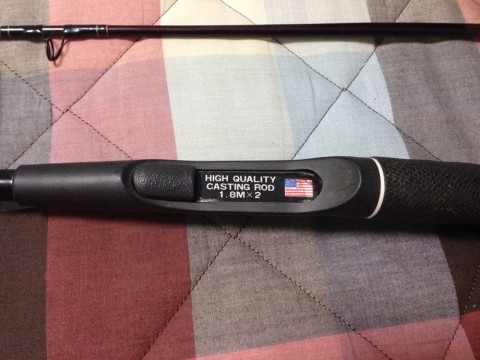 HIGH QUALITY
CASTING ROD
1.8M×2